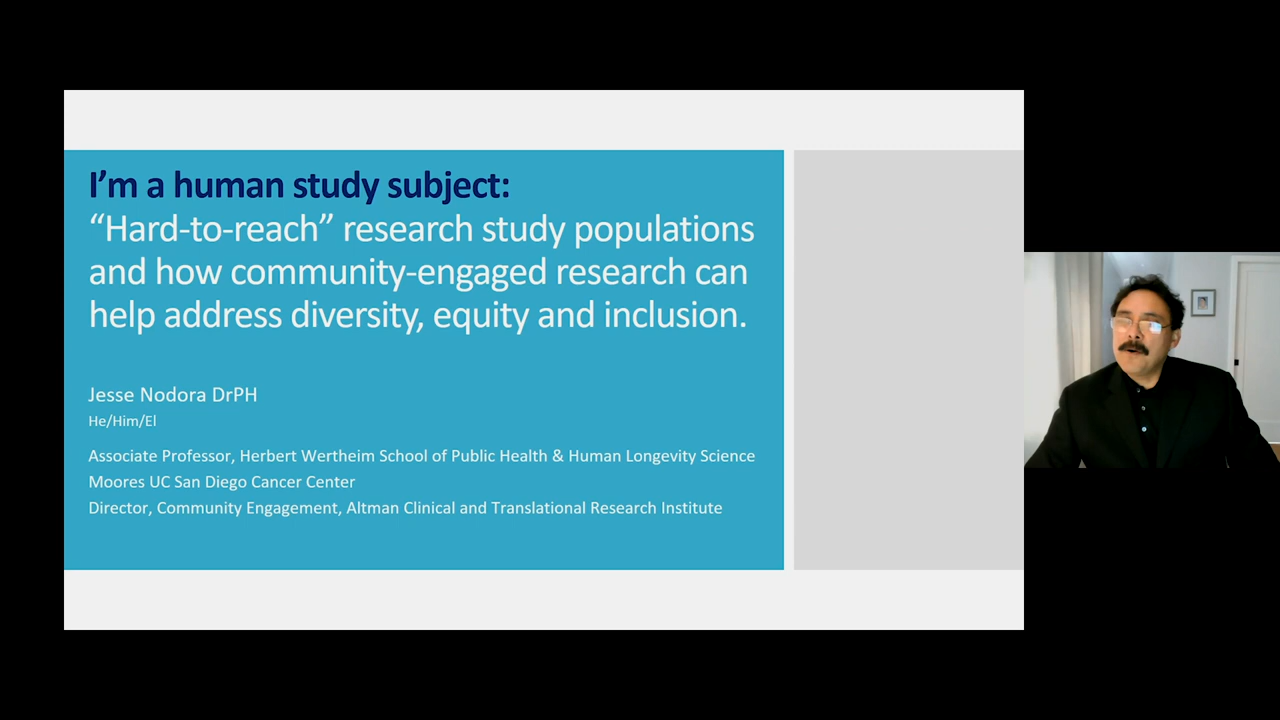 I’m a human study subject:
“Hard-to-reach” research study populations
and how community-engaged research can
help address diversity, equity and inclusion.
Jesse Nodora DrPH
He/Him/El
Associate Professor, Herbert Wertheim School of Public Health & Human Longevity Science
Moores UC San Diego Cancer Center
Director, Community Engagement, Altman Clinical and Translational Research Institute